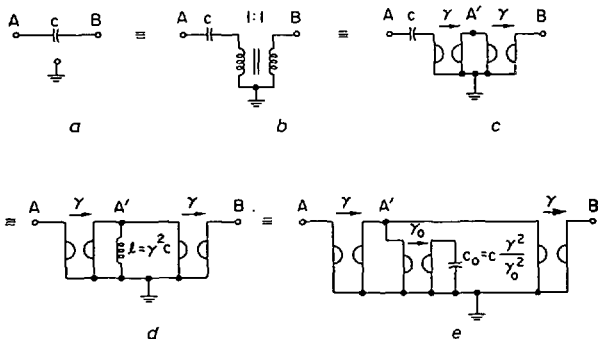 A c B
a
≡
A c 1:1 B
b
≡
A c γ A' γ B
c
≡
A γ A' γ B
l=γ²c
d
≡
A γ A' γ B
γ₀
c₀=c γ²/γ₀²
e